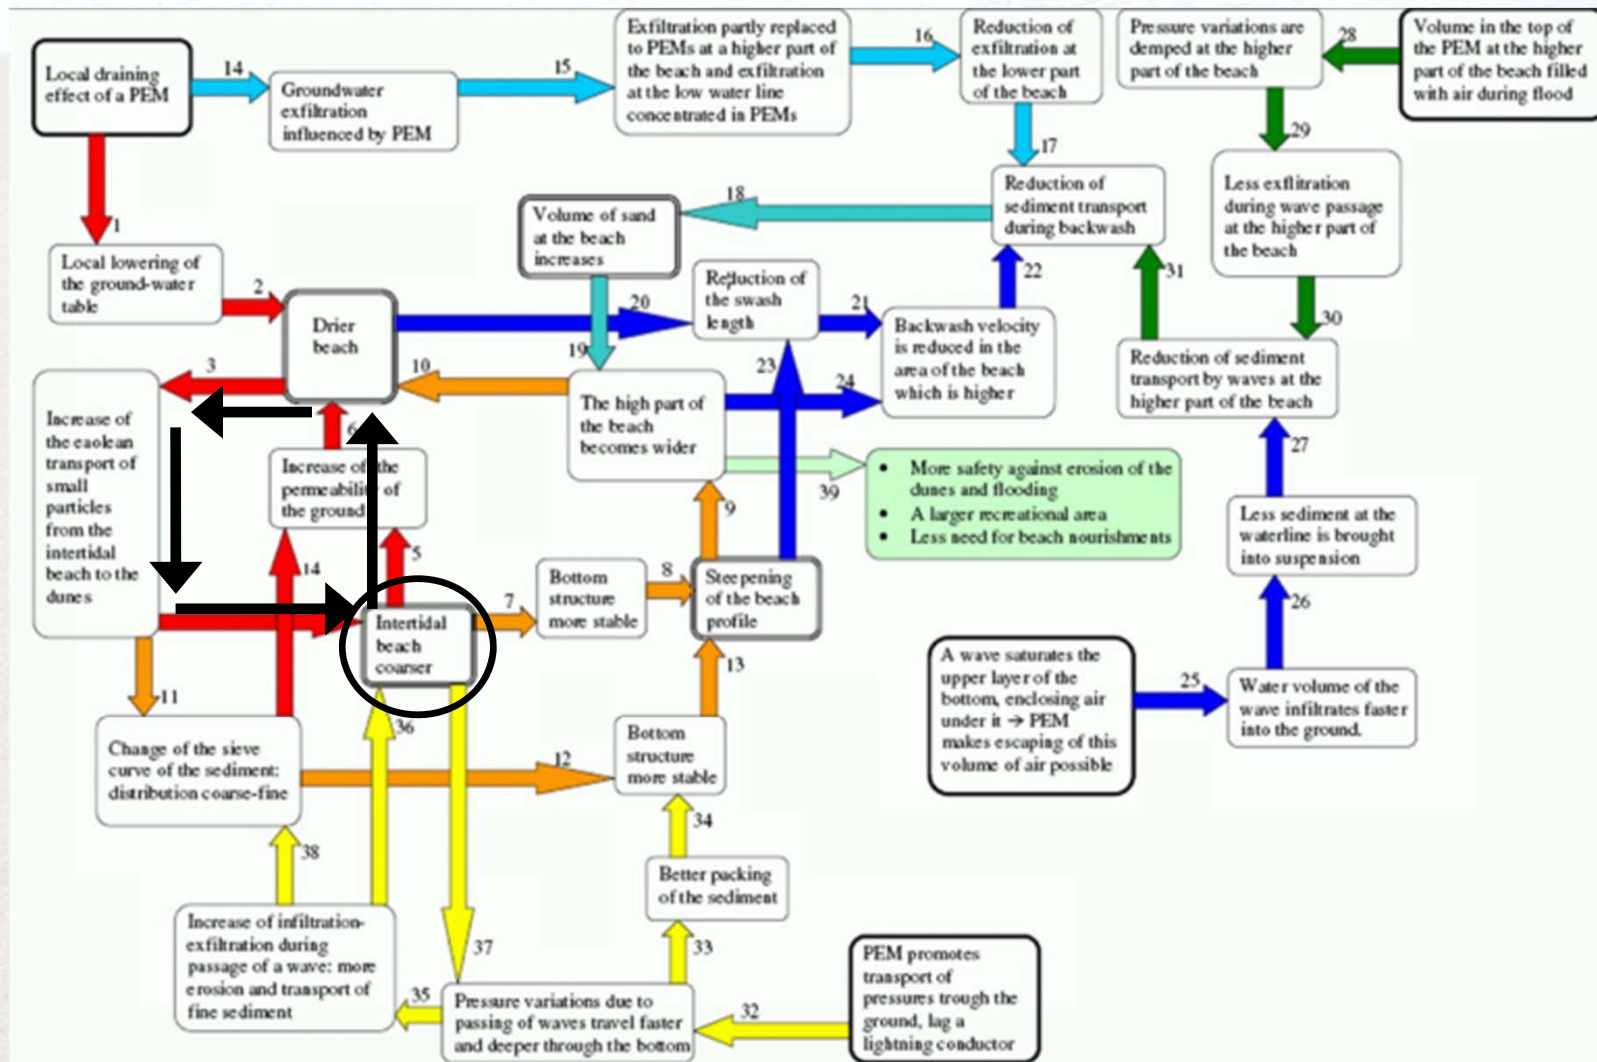 Local draining
effect of a PEM
14
Groundwater
exfiltration
influenced by PEM
15
Exfiltration partly replaced
to PEMs at a higher part of
the beach and exfiltration
at the low water line
concentrated in PEMs
16
Reduction of
exfiltration at
the lower part
of the beach
Pressure variations are
demped at the higher
part of the beach
28
Volume in the top of
the PEM at the higher
part of the beach filled
with air during flood
1
17
29
Local lowering of
the ground-water
table
2
Drier
beach
Volume of sand
at the beach
increases
18
Reduction of
sediment transport
during backwash
Less exflitration
during wave passage
at the higher part of
the beach
20
Reduction of
the swash
length
21
22
31
30
Backwash velocity
is reduced in the
area of the beach
which is higher
Reduction of sediment
transport by waves at the
higher part of the beach
3
10
19
23
24
Increase of
the eaolean
transport of
small
particles
from the
intertidal
beach to the
dunes
6
Increase of the
permeability of
the ground
The high part of
the beach
becomes wider
39
• More safety against erosion of the
dunes and flooding
• A larger recreational area
• Less need for beach nourishments
27
Less sediment at the
waterline is brought
into suspension
14
5
9
Intertidal
beach
coarser
7
Bottom
structure
more stable
8
Steepening
of the beach
profile
26
11
36
13
A wave saturates the
upper layer of the
bottom, enclosing air
under it → PEM
makes escaping of this
volume of air possible
25
Water volume of the
wave infiltrates faster
into the ground.
Change of the sieve
curve of the sediment:
distribution coarse-fine
12
Bottom
structure
more stable
38
34
Better packing
of the sediment
Increase of infiltration-
exfiltration during
passage of a wave: more
erosion and transport of
fine sediment
37
33
35
Pressure variations due to
passing of waves travel faster
and deeper through the bottom
32
PEM promotes
transport of
pressures trough the
ground, lag a
lightning conductor